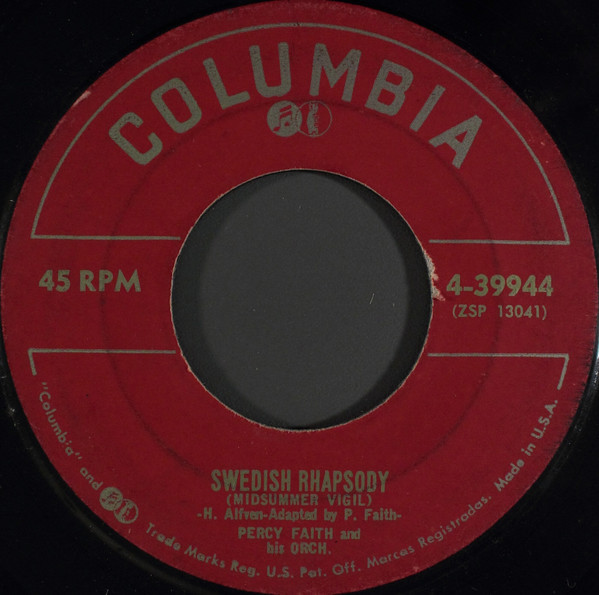 COLUMBIA
45 RPM
4-39944
(ZSP 13041)
SWEDISH RHAPSODY
(MIDSUMMER VIGIL)
-H. Alfven-Adapted by P. Faith-
PERCY FAITH and
his ORCH.
"Columbia" and Trade Marks Reg. U.S. Pat. Off. Marcas Registradas. Made in U.S.A.